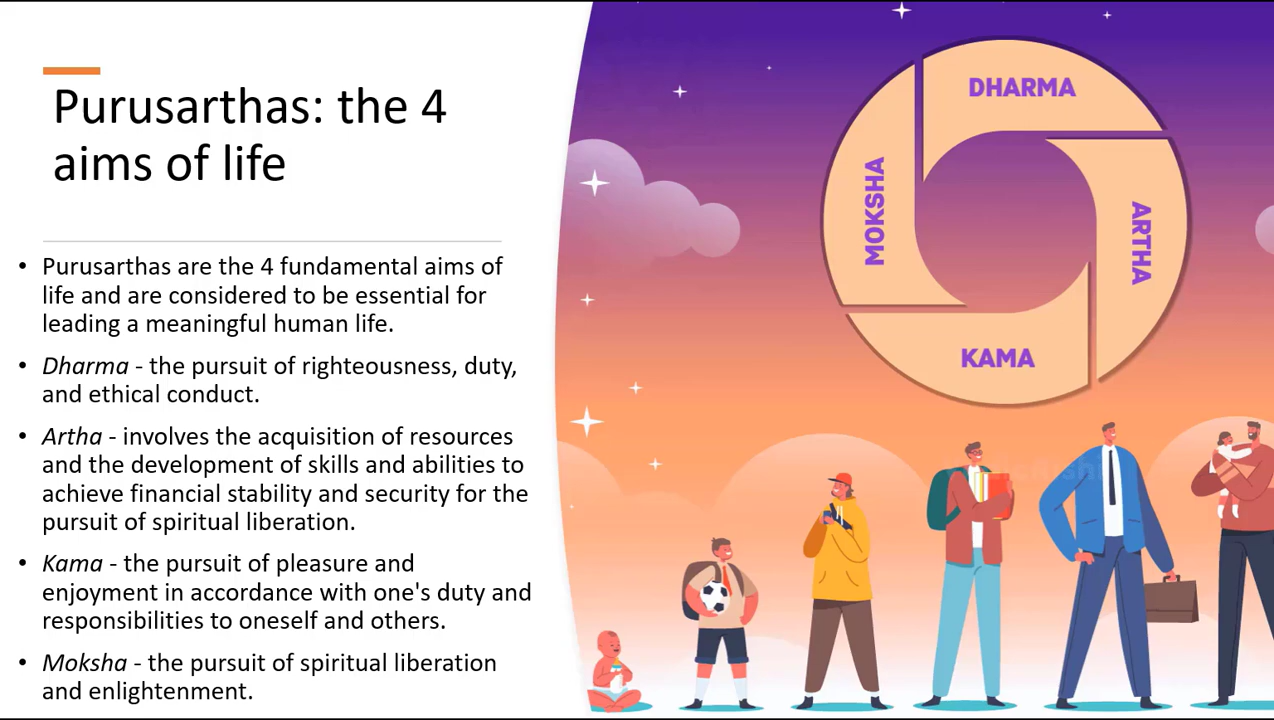 Purusarthas: the 4
aims of life
• Purusarthas are the 4 fundamental aims of
life and are considered to be essential for
leading a meaningful human life.
• Dharma - the pursuit of righteousness, duty,
and ethical conduct.
• Artha - involves the acquisition of resources
and the development of skills and abilities to
achieve financial stability and security for the
pursuit of spiritual liberation.
• Kama - the pursuit of pleasure and
enjoyment in accordance with one's duty and
responsibilities to oneself and others.
• Moksha - the pursuit of spiritual liberation
and enlightenment.
DHARMA
ARTHA
KAMA
MOKSHA